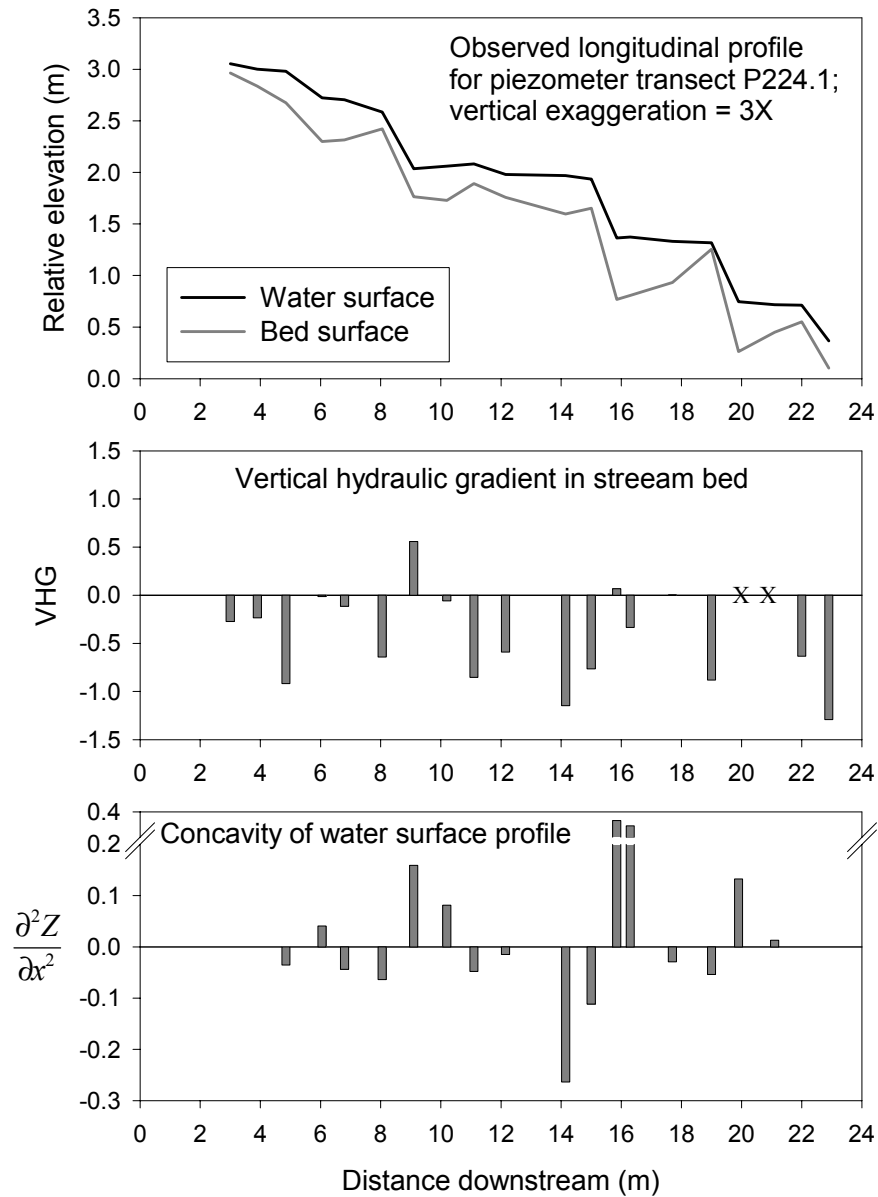 3.5
3.0
2.5
2.0
1.5
1.0
0.5
0.0
Relative elevation (m)
Observed longitudinal profile
for piezometer transect P224.1;
vertical exaggeration = 3X
Water surface
Bed surface
0 2 4 6 8 10 12 14 16 18 20 22 24
1.5
1.0
0.5
0.0
-0.5
-1.0
-1.5
VHG
Vertical hydraulic gradient in streeam bed
X X
0 2 4 6 8 10 12 14 16 18 20 22 24
0.4
0.2
0.1
0.0
-0.1
-0.2
-0.3
∂²Z
∂x²
Concavity of water surface profile
0 2 4 6 8 10 12 14 16 18 20 22 24
Distance downstream (m)